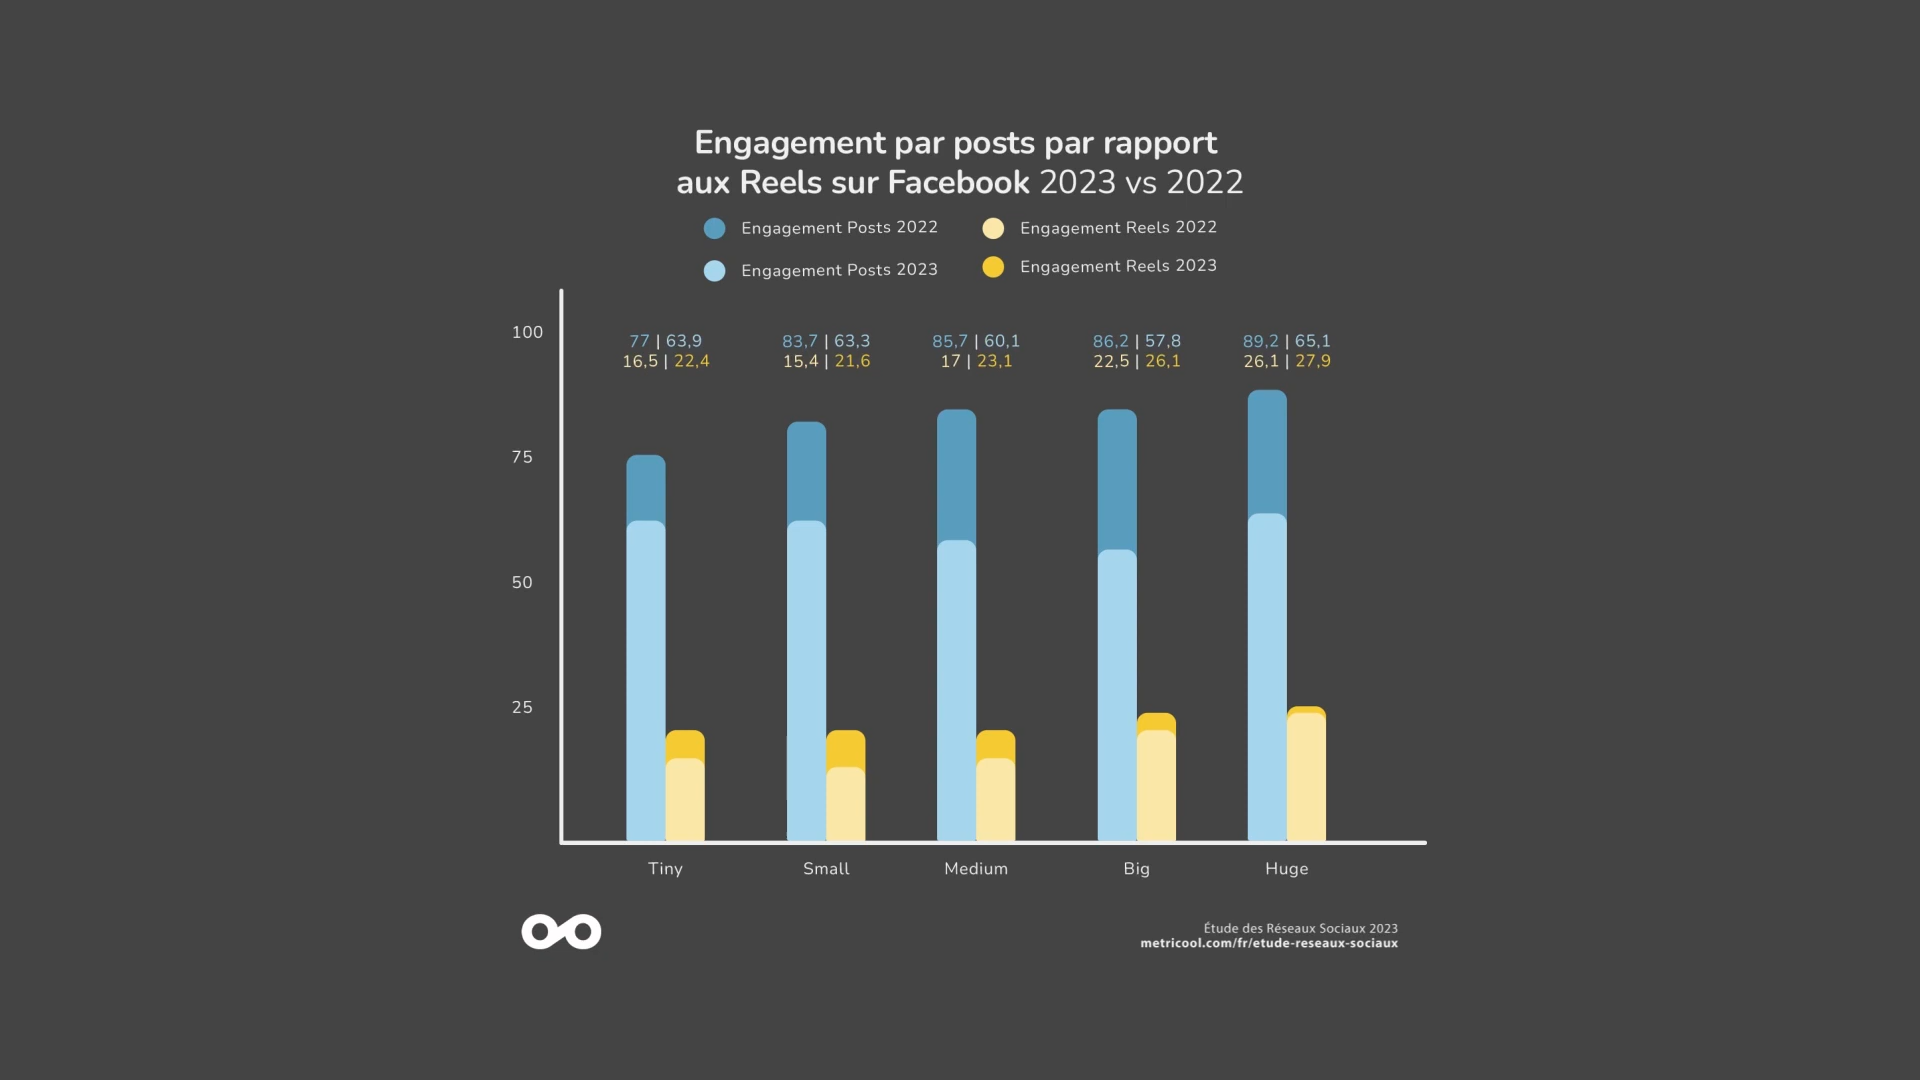 Engagement par posts par rapport
aux Reels sur Facebook 2023 vs 2022
Engagement Posts 2022
Engagement Reels 2022
Engagement Posts 2023
Engagement Reels 2023
100
77 | 63,9
83,7 | 63,3
85,7 | 60,1
86,2 | 57,8
89,2 | 65,1
16,5 | 22,4
15,4 | 21,6
17 | 23,1
22,5 | 26,1
26,1 | 27,9
75
50
25
Tiny
Small
Medium
Big
Huge
Étude des Réseaux Sociaux 2023
metricool.com/fr/etude-reseaux-sociaux